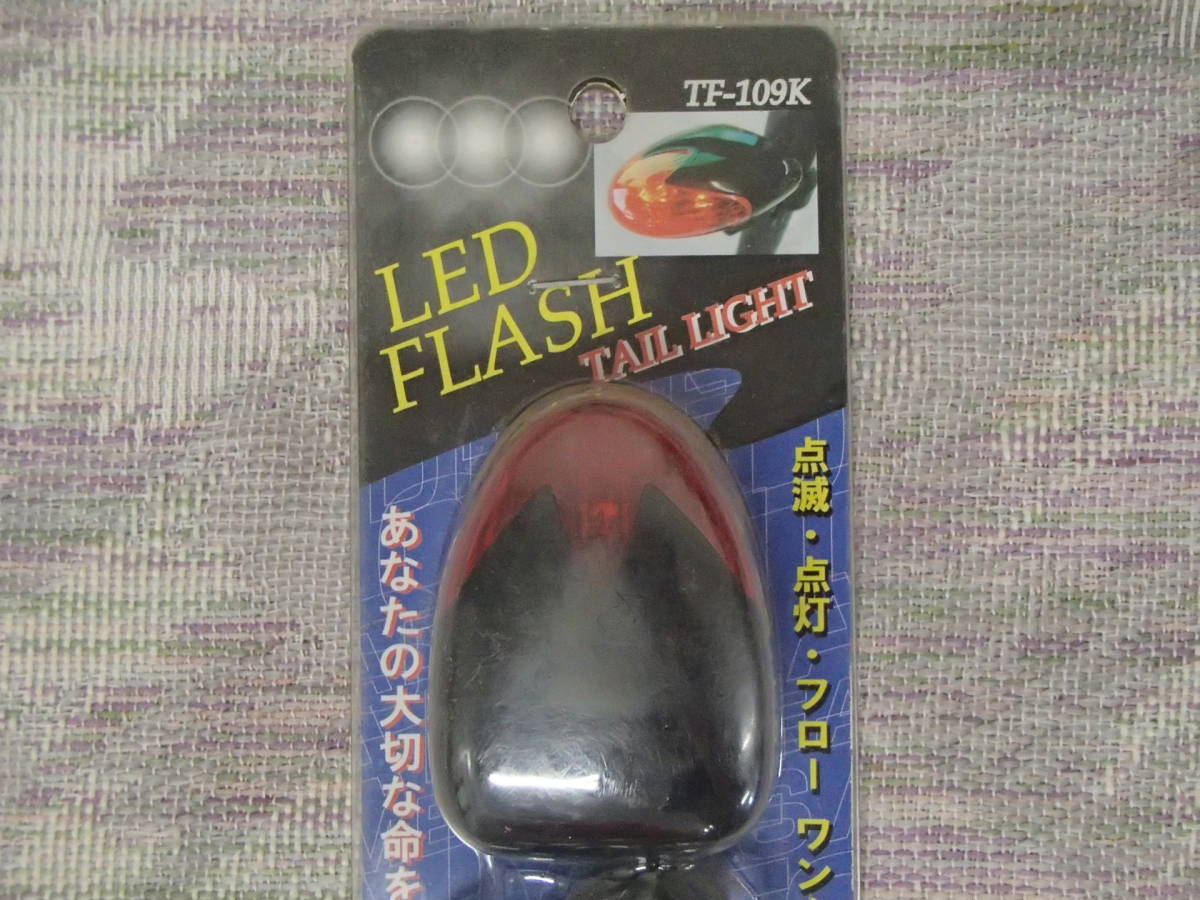 TF-109K
LED
FLASH
TAIL LIGHT
点滅・点灯・フロー ワン
あなたの大切な命を